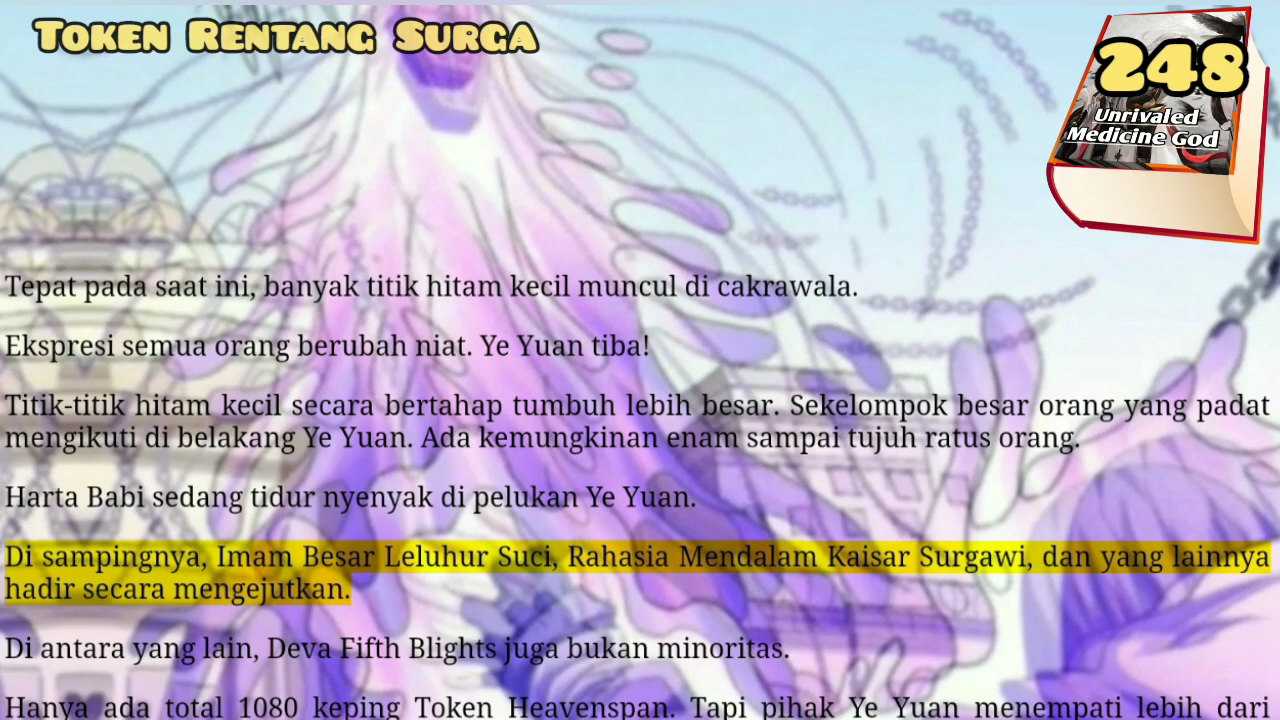 Token Rentang Surga
248
Unrivaled
Medicine God
Tepat pada saat ini, banyak titik hitam kecil muncul di cakrawala.
Ekspresi semua orang berubah niat. Ye Yuan tiba!
Titik-titik hitam kecil secara bertahap tumbuh lebih besar. Sekelompok besar orang yang padat
mengikuti di belakang Ye Yuan. Ada kemungkinan enam sampai tujuh ratus orang.
Harta Babi sedang tidur nyenyak di pelukan Ye Yuan.
Di sampingnya, Imam Besar Leluhur Suci, Rahasia Mendalam Kaisar Surgawi, dan yang lainnya
hadir secara mengejutkan.
Di antara yang lain, Deva Fifth Blights juga bukan minoritas.
Hanya ada total 1080 keping Token Heavenspan. Tapi pihak Ye Yuan menempati lebih dari